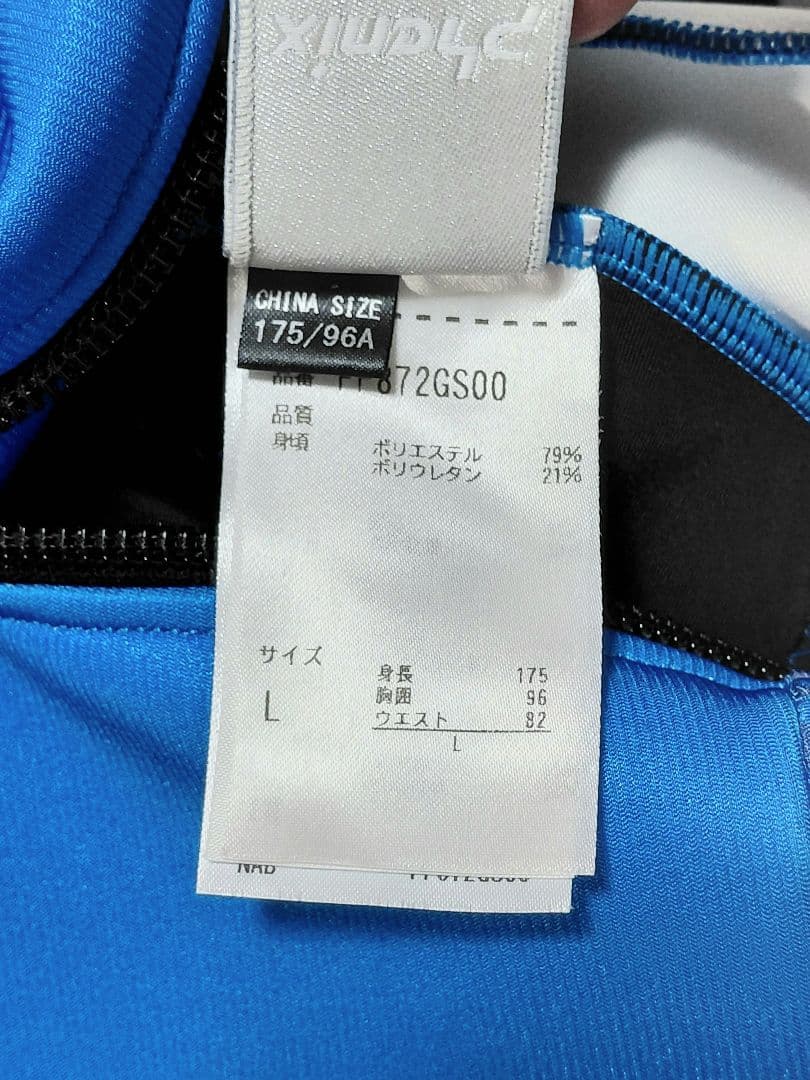 phenix
CHINA SIZE
175/96A
品番 872GS00
品質
身頃 ポリエステル 79%
ポリウレタン 21%
サイズ
L
身長 175
胸囲 96
ウエスト 82
L
NAB